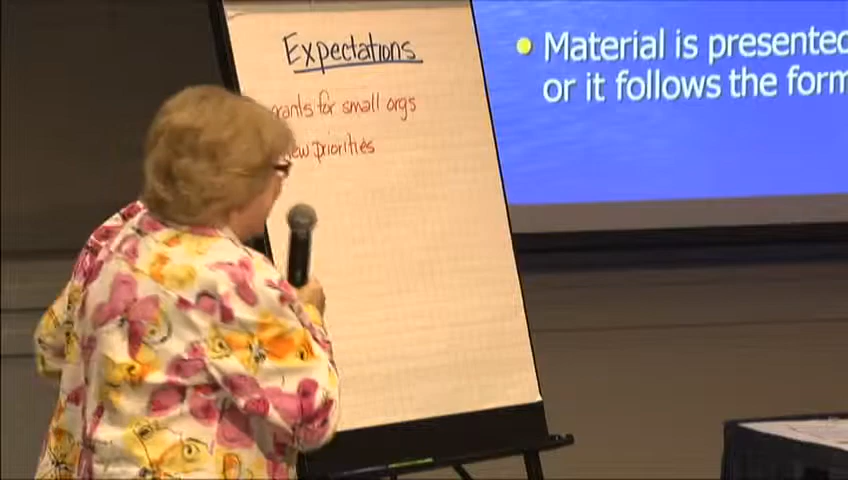 Expectations
grants for small orgs
new priorities
Material is presented
or it follows the form